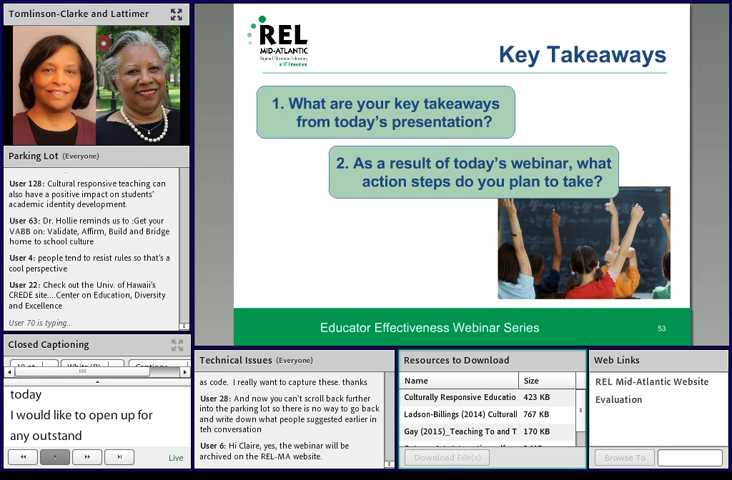 Tomlinson-Clarke and Lattimer
Parking Lot (Everyone)
User 128: Cultural responsive teaching can
also have a positive impact on students'
academic identity development.
User 63: Dr. Hollie reminds us to :Get your
VABB on: Validate, Affirm, Build and Bridge
home to school culture
User 4: people tend to resist rules so that's a
cool perspective
User 22: Check out the Univ. of Hawaii's
CREDE site....Center on Education, Diversity
and Excellence
User 70 is typing...
Closed Captioning
today
I would like to open up for
any outstand
Live
REL
MID-ATLANTIC
Key Takeaways
1. What are your key takeaways
from today's presentation?
2. As a result of today's webinar, what
action steps do you plan to take?
Educator Effectiveness Webinar Series
53
Technical Issues (Everyone)
as code. I really want to capture these. thanks
User 28: And now you can't scroll back further
into the parking lot so there is no way to go back
and write down what people suggested earlier in
teh conversation
User 6: Hi Claire, yes, the webinar will be
archived on the REL-MA website.
Resources to Download
Name Size
Culturally Responsive Educatio 423 KB
Ladson-Billings (2014) Culturall 767 KB
Gay (2015)_Teaching To and T 170 KB
Download File(s)
Web Links
REL Mid-Atlantic Website
Evaluation
Browse To